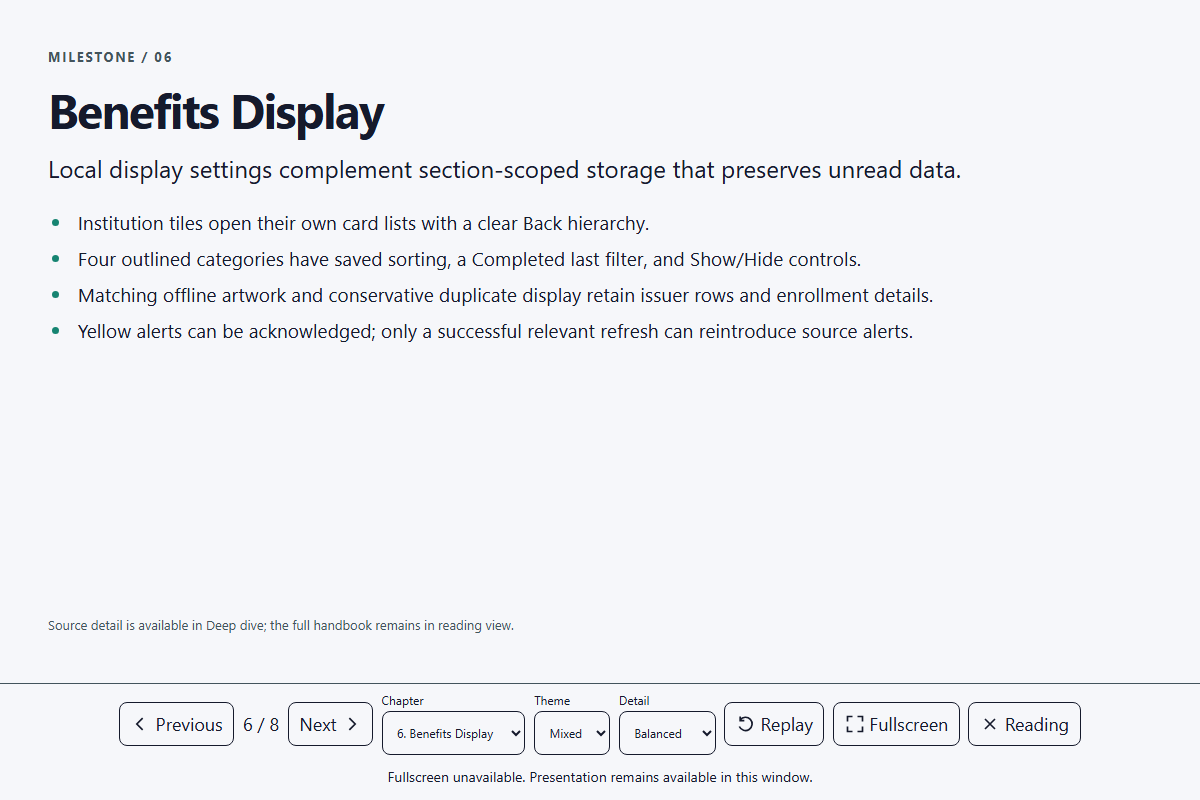 MILESTONE / 06
Benefits Display
Local display settings complement section-scoped storage that preserves unread data.
Institution tiles open their own card lists with a clear Back hierarchy.
Four outlined categories have saved sorting, a Completed last filter, and Show/Hide controls.
Matching offline artwork and conservative duplicate display retain issuer rows and enrollment details.
Yellow alerts can be acknowledged; only a successful relevant refresh can reintroduce source alerts.
Source detail is available in Deep dive; the full handbook remains in reading view.
Chapter Theme Detail
Previous 6 / 8 Next 6. Benefits Display Mixed Balanced Replay Fullscreen Reading
Fullscreen unavailable. Presentation remains available in this window.